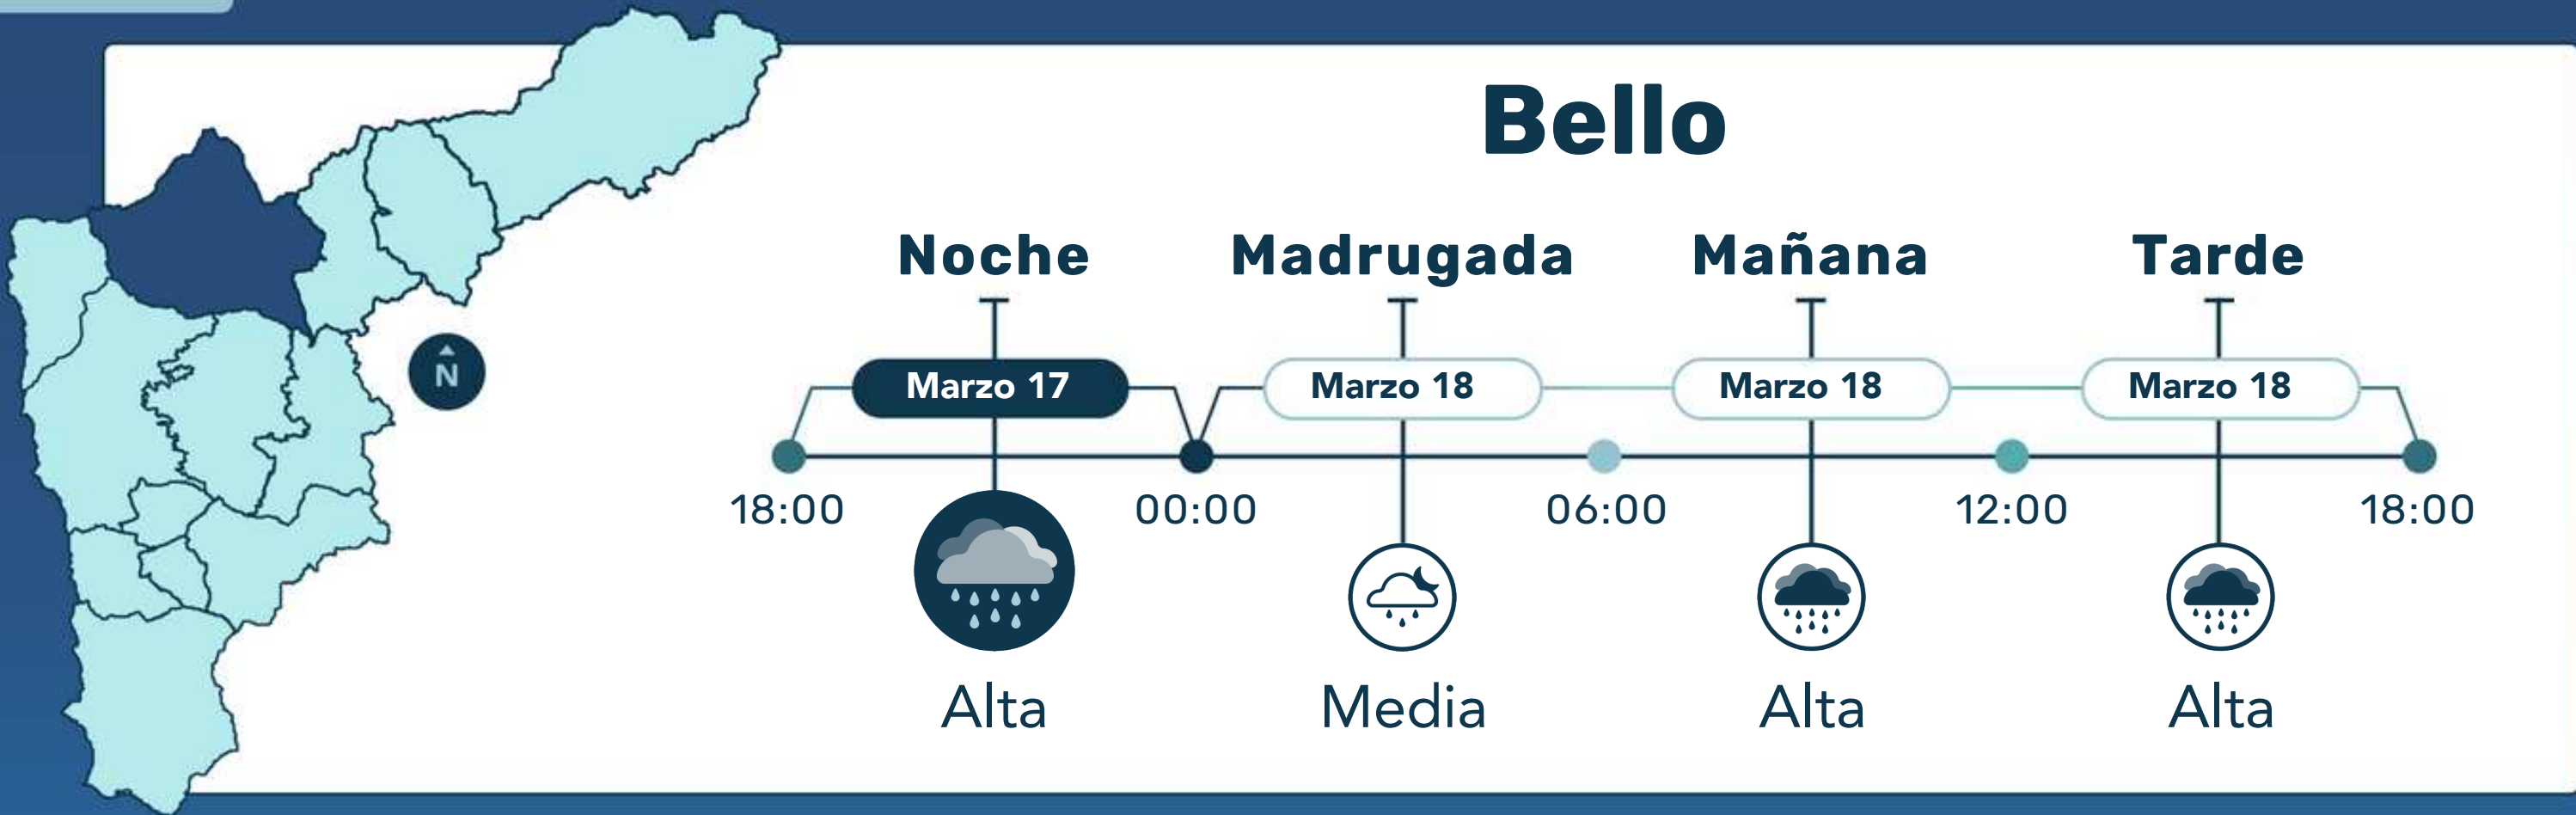 Bello
Noche Madrugada Mañana Tarde
Marzo 17 Marzo 18 Marzo 18 Marzo 18
N
18:00 00:00 06:00 12:00 18:00
Alta Media Alta Alta